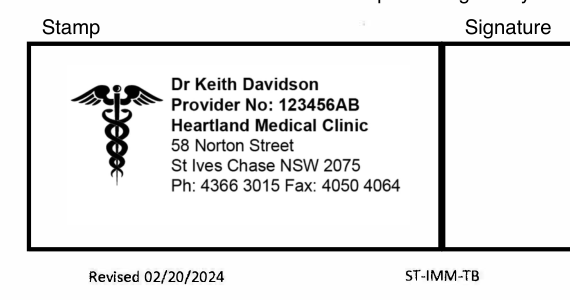 Stamp
Signature
Dr Keith Davidson
Provider No: 123456AB
Heartland Medical Clinic
58 Norton Street
St Ives Chase NSW 2075
Ph: 4366 3015 Fax: 4050 4064
Revised 02/20/2024
ST-IMM-TB